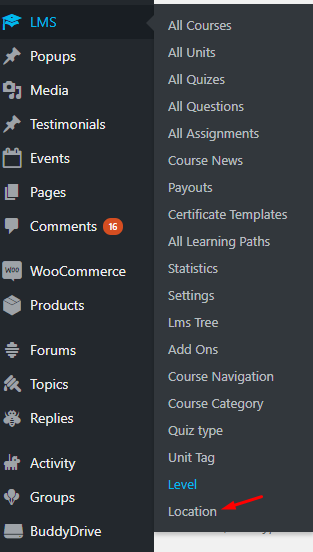 LMS
Popups
Media
Testimonials
Events
Pages
Comments 16
WOO WooCommerce
Products
Forums
Topics
Replies
Activity
Groups
BuddyDrive
All Courses
All Units
All Quizes
All Questions
All Assignments
Course News
Payouts
Certificate Templates
All Learning Paths
Statistics
Settings
Lms Tree
Add Ons
Course Navigation
Course Category
Quiz type
Unit Tag
Level
Location